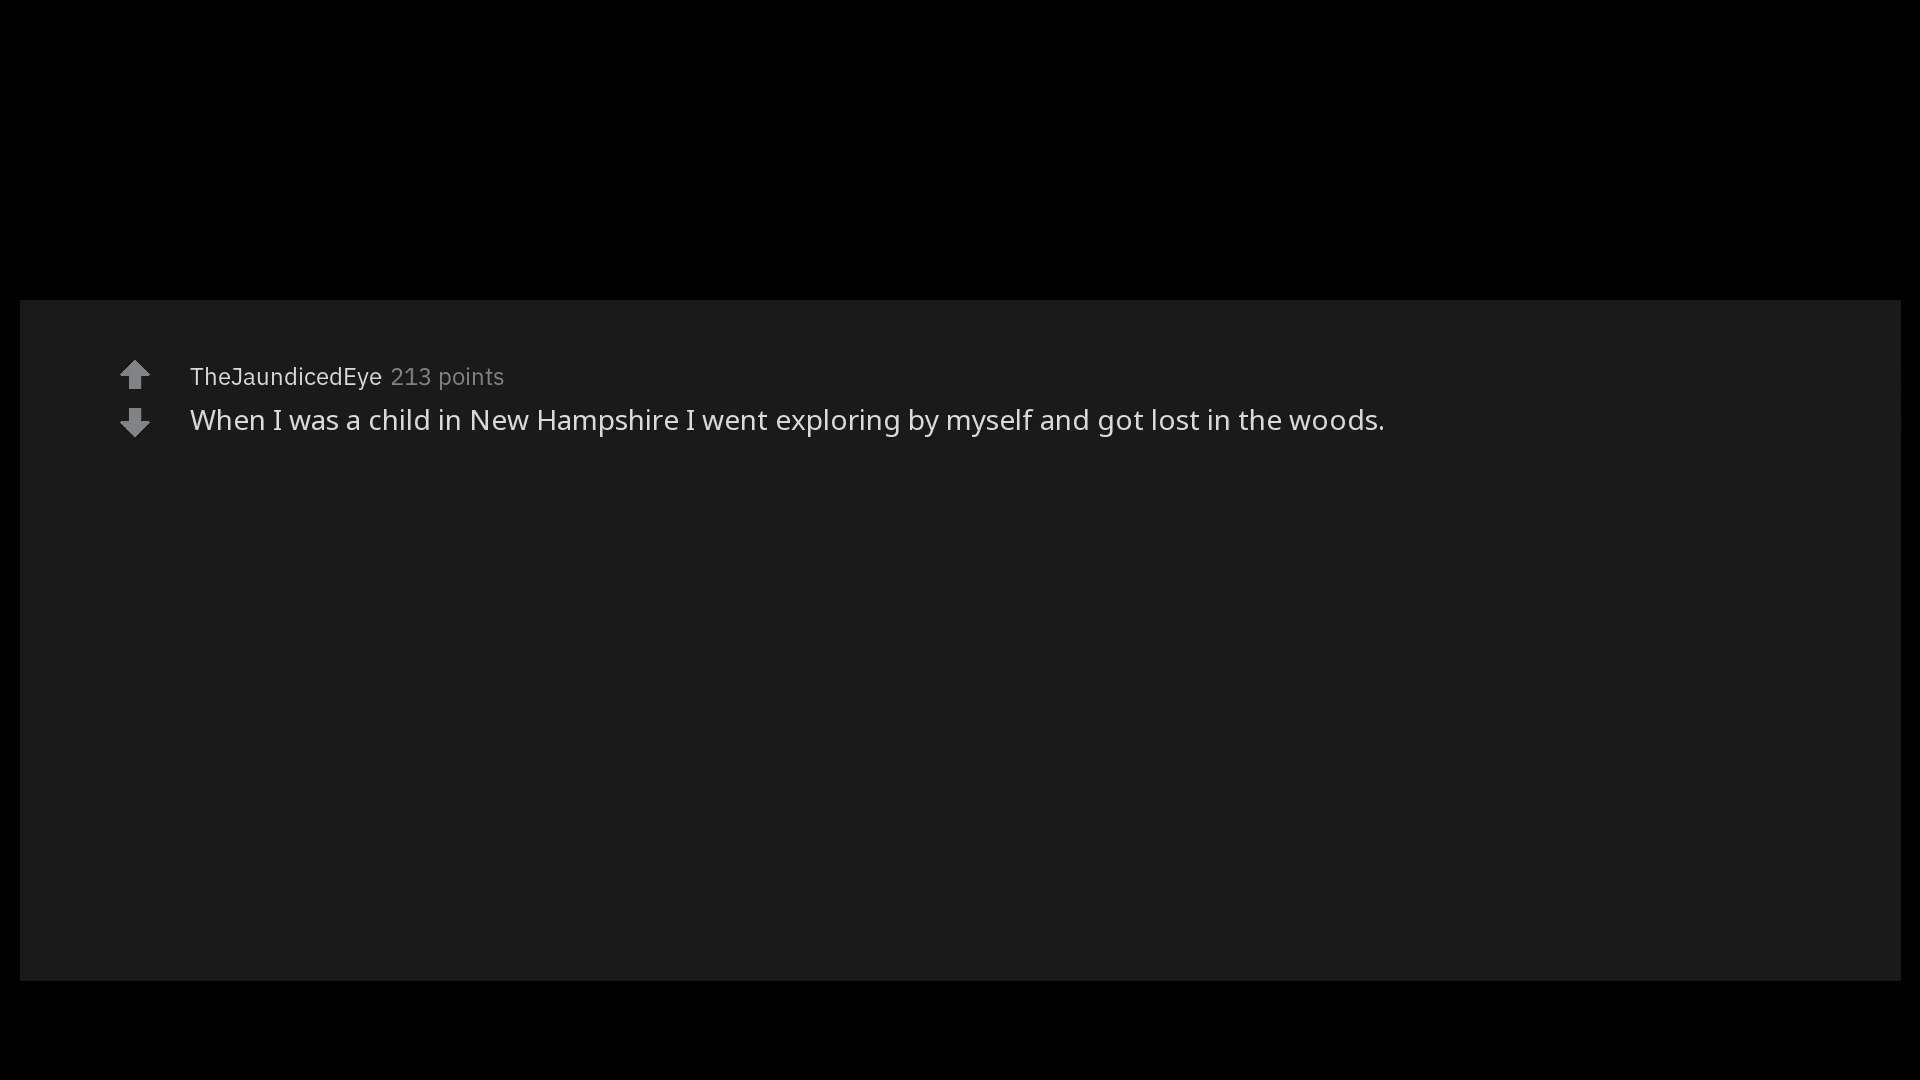 TheJaundicedEye 213 points
When I was a child in New Hampshire I went exploring by myself and got lost in the woods.